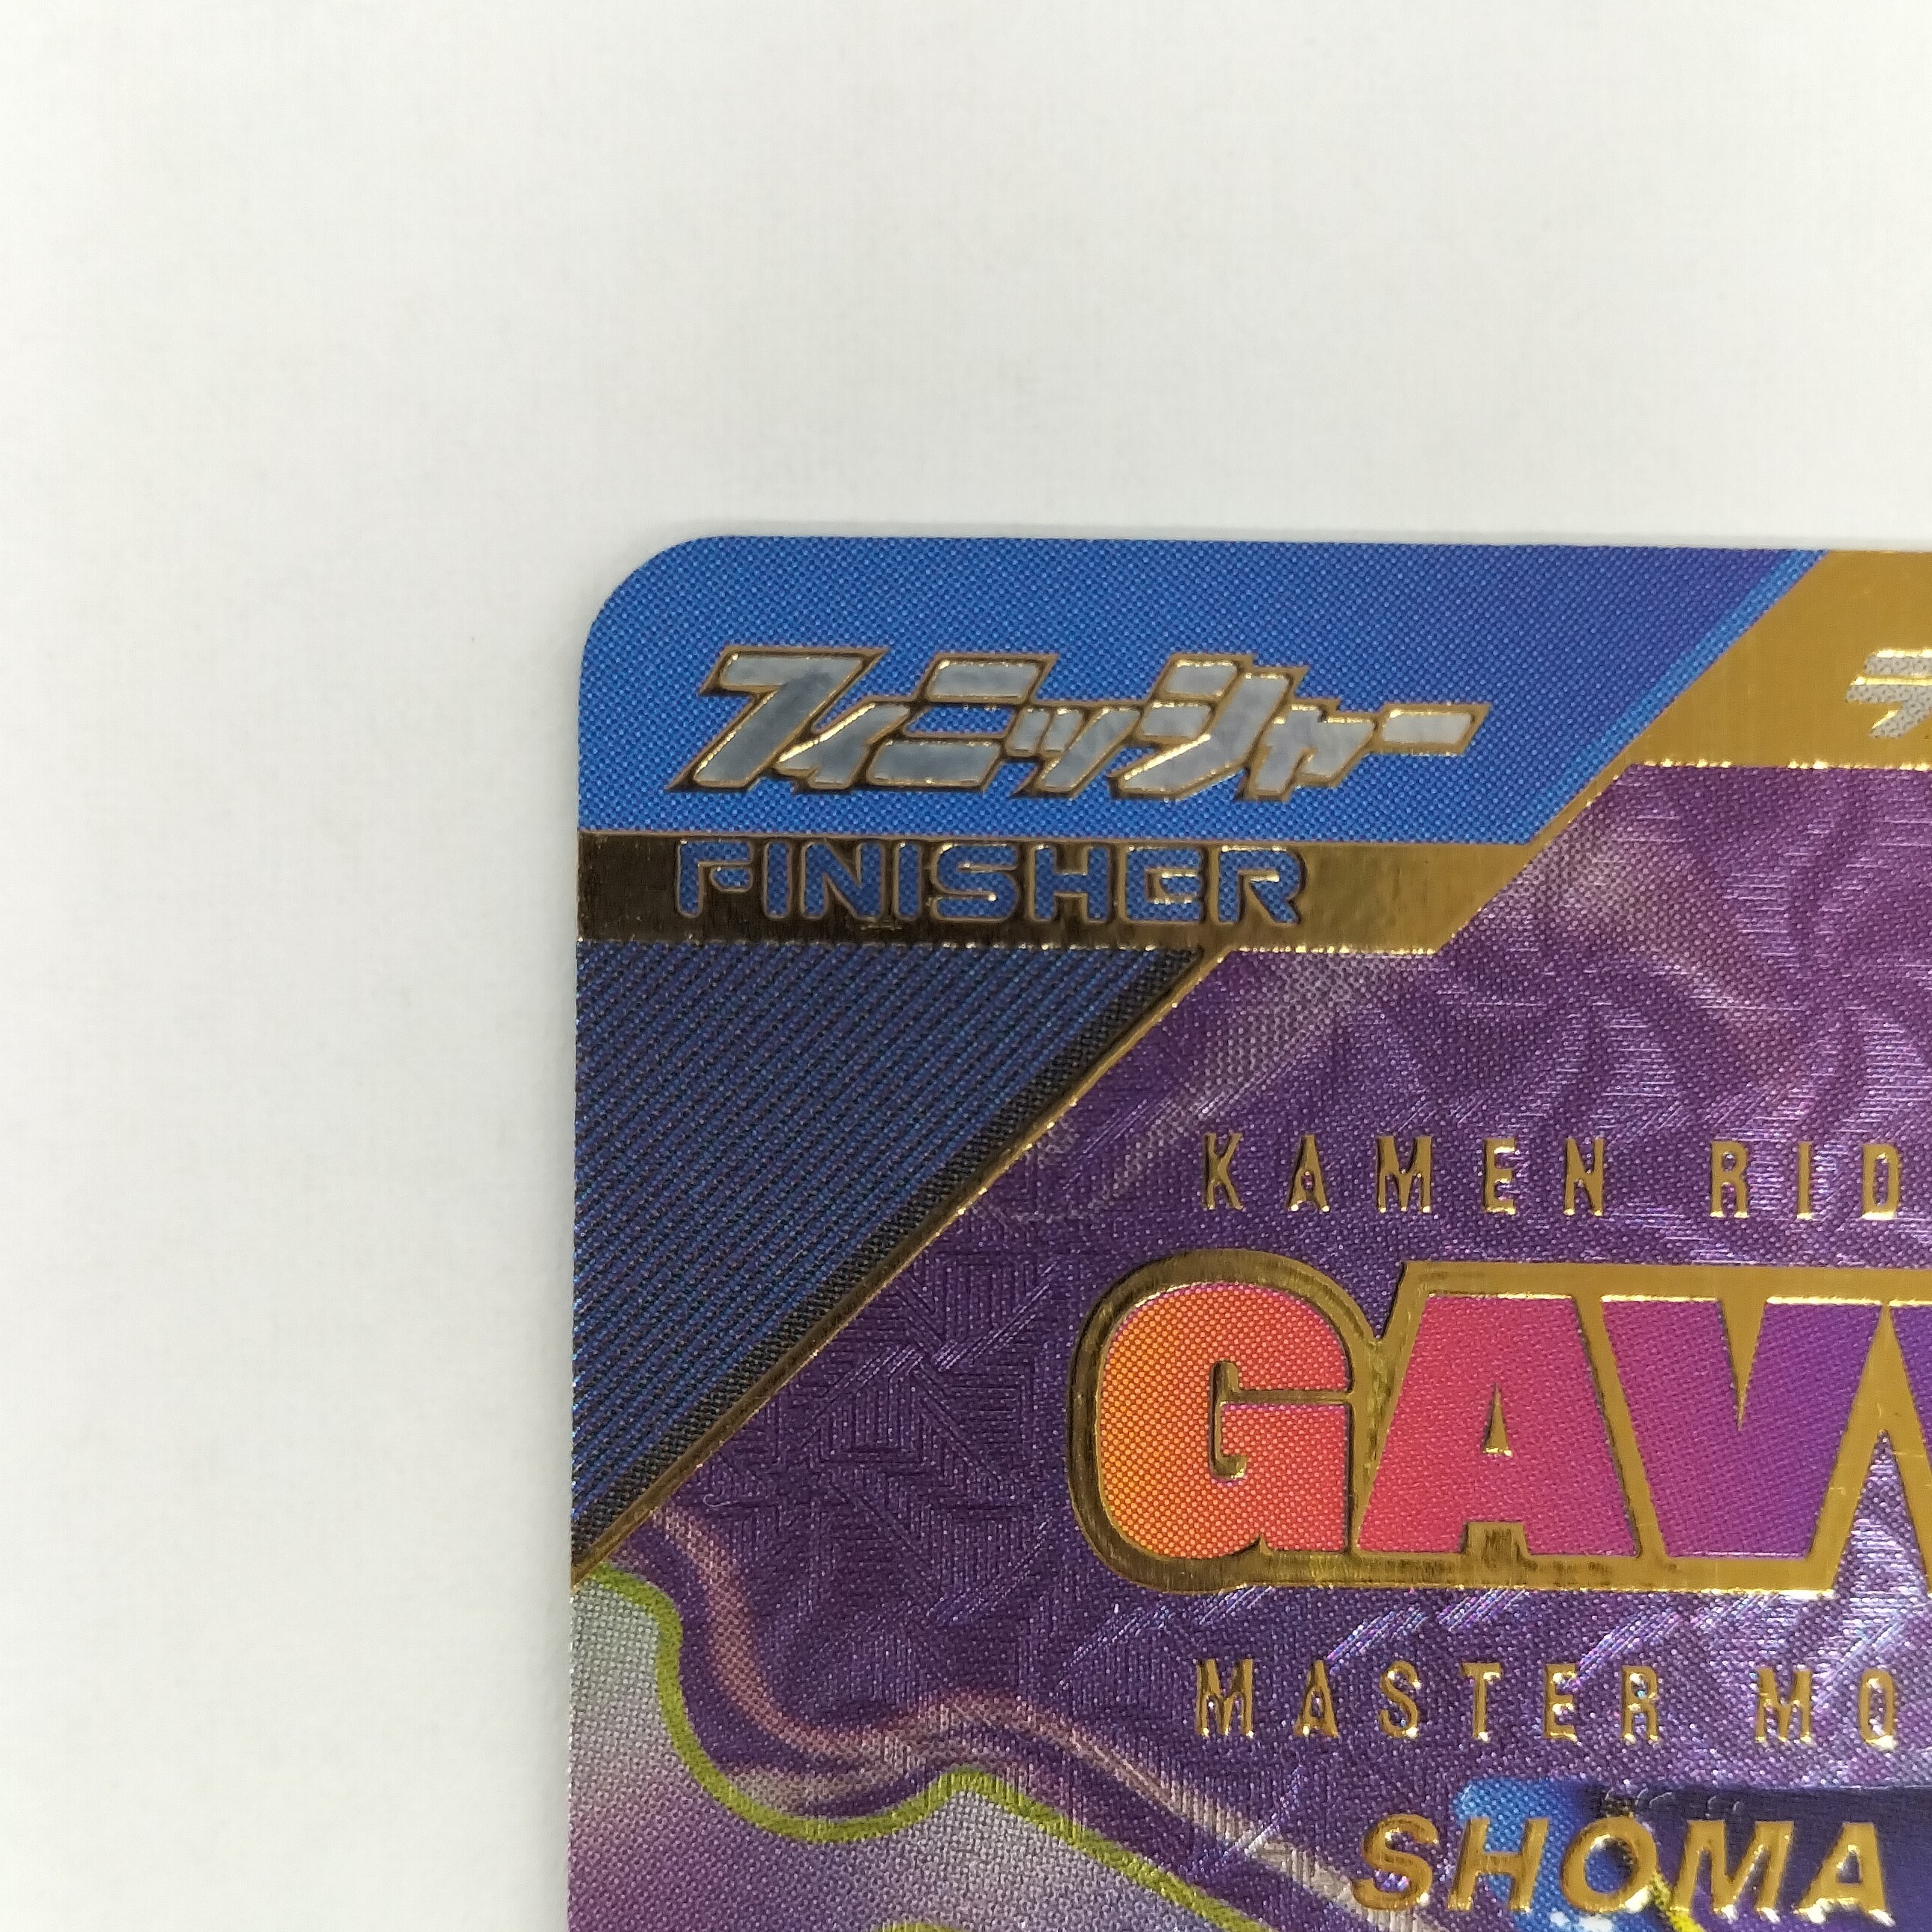 フィニッシャー
FINISHER
KAMEN RID
GAV
MASTER MO
SHOMA